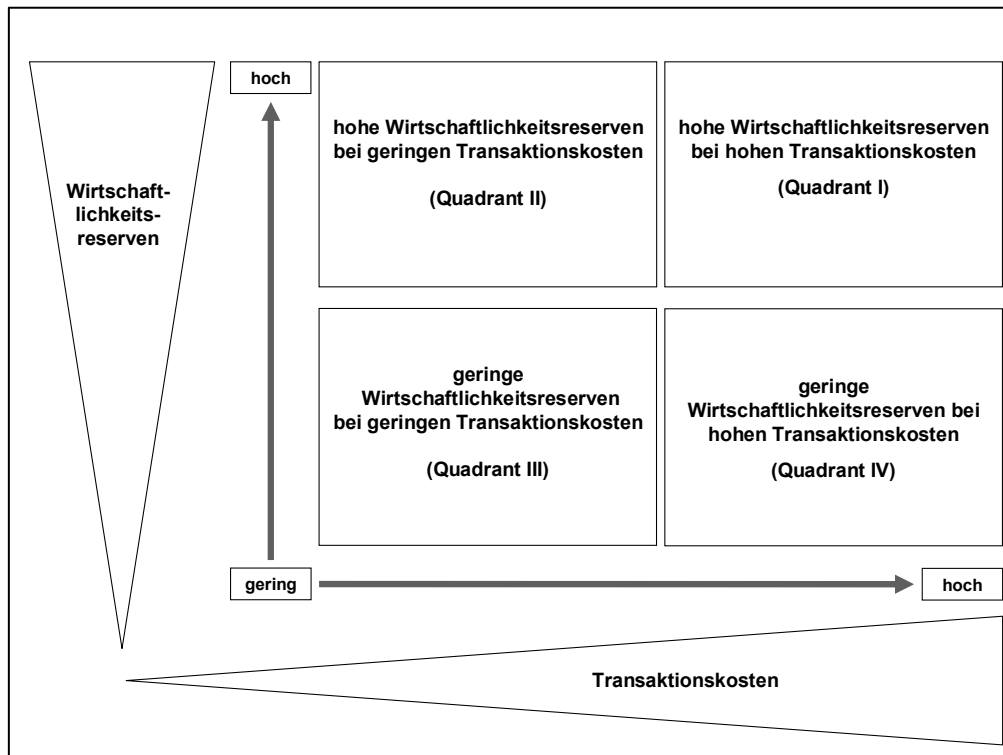 Wirtschaft-
lichkeits-
reserven
hoch
hohe Wirtschaftlichkeitsreserven
bei geringen Transaktionskosten
(Quadrant II)
hohe Wirtschaftlichkeitsreserven
bei hohen Transaktionskosten
(Quadrant I)
geringe
Wirtschaftlichkeitsreserven
bei geringen Transaktionskosten
(Quadrant III)
geringe
Wirtschaftlichkeitsreserven bei
hohen Transaktionskosten
(Quadrant IV)
gering
hoch
Transaktionskosten